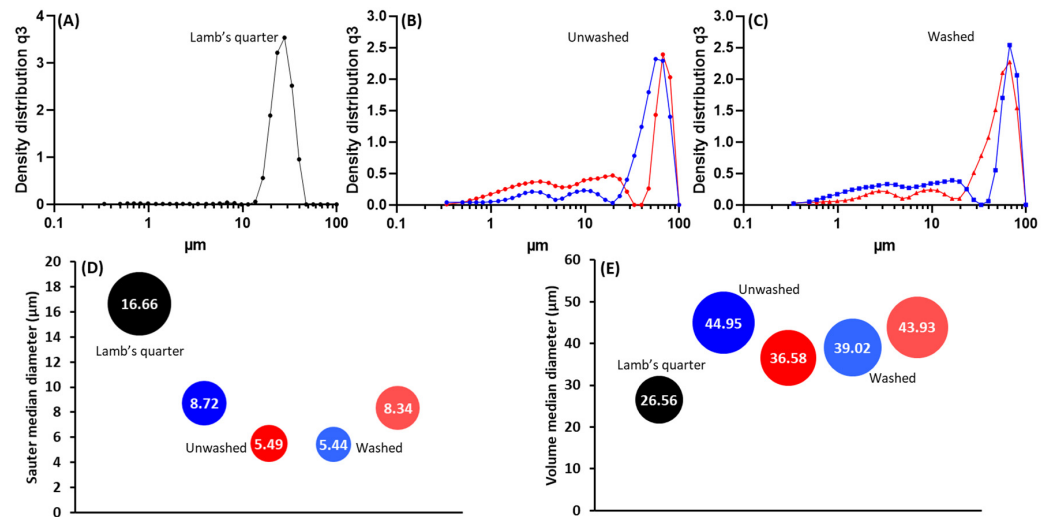 (A)
Lamb's quarter
Density distribution q3
4
3
2
1
0
0.1
1
10
100
µm
(B)
Unwashed
Density distribution q3
3.0
2.5
2.0
1.5
1.0
0.5
0.0
0.1
1
10
100
µm
(C)
Washed
Density distribution q3
3.0
2.5
2.0
1.5
1.0
0.5
0.0
0.1
1
10
100
µm
(D)
Sauter median diameter (µm)
20
18
16
14
12
10
8
6
4
2
0
16.66
Lamb's quarter
8.72
Unwashed
5.49
5.44
Washed
8.34
(E)
Volume median diameter (µm)
60
50
40
30
20
10
0
Unwashed
44.95
Lamb's quarter
26.56
36.58
39.02
Washed
43.93